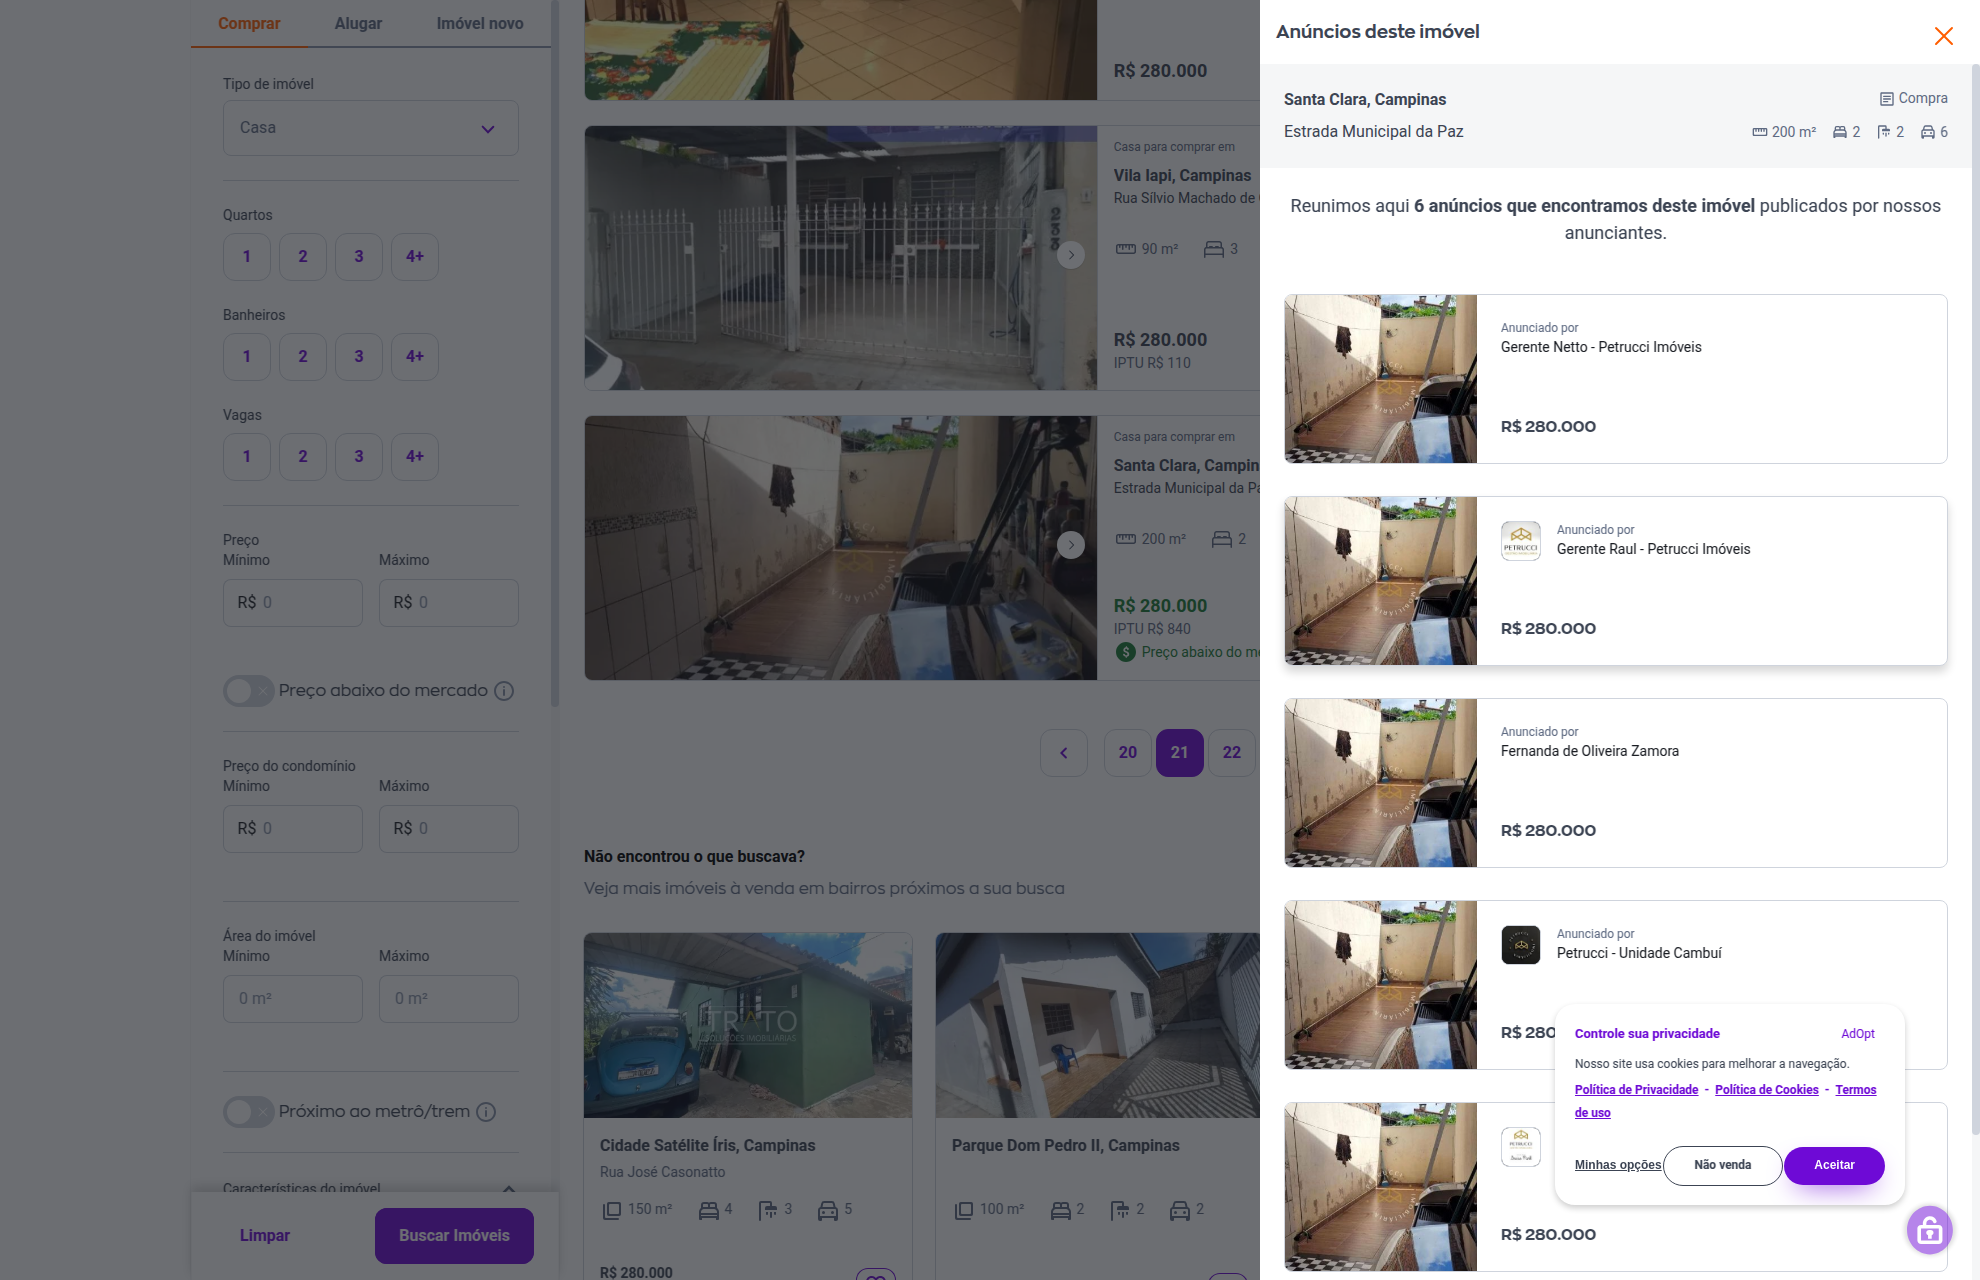 Comprar
Alugar
Imóvel novo
Tipo de imóvel
Casa
Quartos
1 2 3 4+
Banheiros
1 2 3 4+
Vagas
1 2 3 4+
Preço
Mínimo Máximo
R$ 0 R$ 0
Preço abaixo do mercado
Preço do condomínio
Mínimo Máximo
R$ 0 R$ 0
Área do imóvel
Mínimo Máximo
0 m² 0 m²
Próximo ao metrô/trem
Características do imóvel
Limpar
Buscar Imóveis
R$ 280.000
Casa para comprar em
Vila Iapi, Campinas
Rua Sílvio Machado de
90 m² 3
R$ 280.000
IPTU R$ 110
Casa para comprar em
Santa Clara, Campin
Estrada Municipal da Pa
200 m² 2
R$ 280.000
IPTU R$ 840
Preço abaixo do me
20 21 22
Não encontrou o que buscava?
Veja mais imóveis à venda em bairros próximos a sua busca
TRATO
SOLUÇÕES IMOBILIÁRIAS
Cidade Satélite Íris, Campinas
Rua José Casonatto
150 m² 4 3 5
R$ 280.000
Parque Dom Pedro II, Campinas
100 m² 2 2 2
Anúncios deste imóvel
Santa Clara, Campinas
Compra
Estrada Municipal da Paz
200 m² 2 2 6
Reunimos aqui 6 anúncios que encontramos deste imóvel publicados por nossos
anunciantes.
Anunciado por
Gerente Netto - Petrucci Imóveis
R$ 280.000
PETRUCCI
Anunciado por
Gerente Raul - Petrucci Imóveis
R$ 280.000
Anunciado por
Fernanda de Oliveira Zamora
R$ 280.000
Anunciado por
Petrucci - Unidade Cambuí
R$ 280
PETRUCCI
R$ 280.000
Controle sua privacidade
AdOpt
Nosso site usa cookies para melhorar a navegação.
Política de Privacidade - Política de Cookies - Termos
de uso
Minhas opções
Não venda
Aceitar